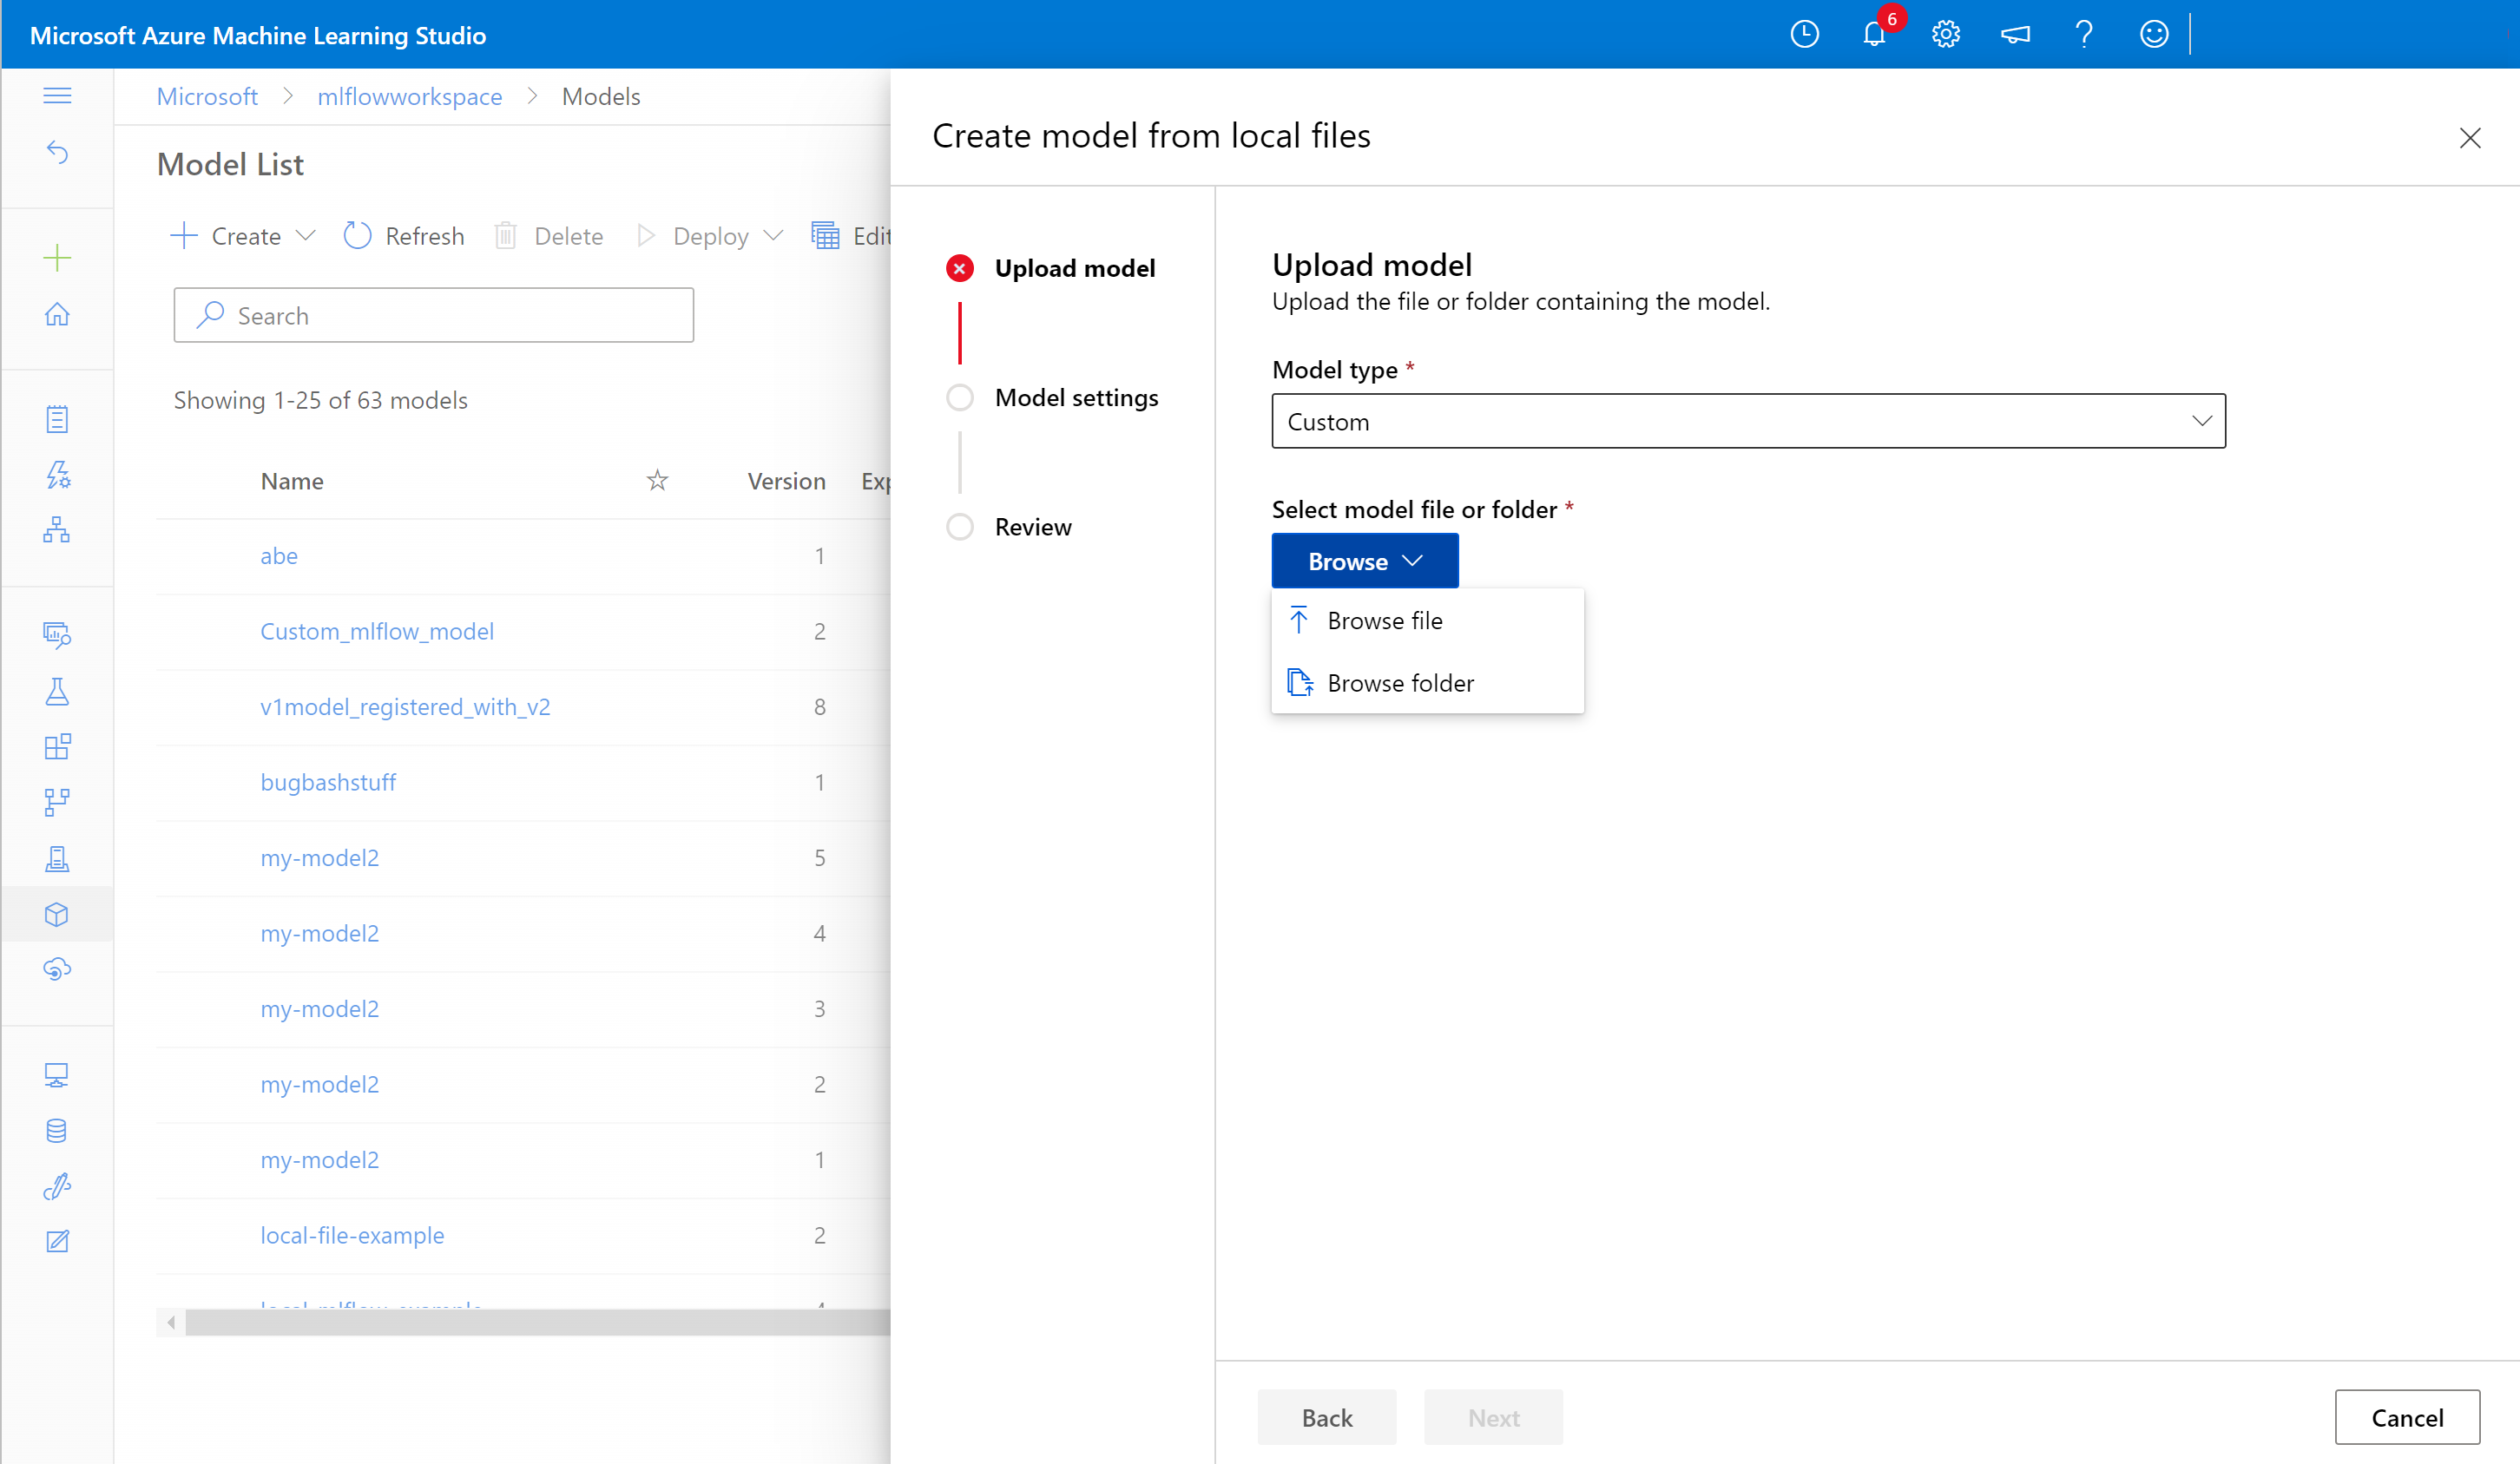 Microsoft Azure Machine Learning Studio
6
Microsoft > mlflowworkspace > Models
Model List
Create Refresh Delete Deploy Edit
Search
Showing 1-25 of 63 models
Name Version
abe 1
Custom_mlflow_model 2
v1model_registered_with_v2 8
bugbashstuff 1
my-model2 5
my-model2 4
my-model2 3
my-model2 2
my-model2 1
local-file-example 2
Create model from local files
Upload model
Model settings
Review
Upload model
Upload the file or folder containing the model.
Model type *
Custom
Select model file or folder *
Browse
Browse file
Browse folder
Back Next Cancel